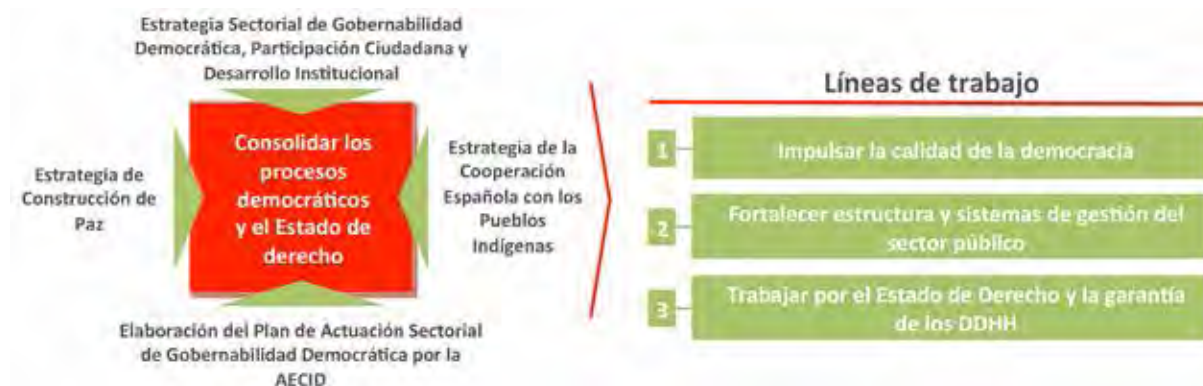 Estrategia Sectorial de Gobernabilidad
Democrática, Participación Ciudadana y
Desarrollo Institucional
Estrategia de
Construcción de
Paz
Consolidar los
procesos
democráticos
y el Estado de
derecho
Estrategia de la
Cooperación
Española con los
Pueblos
Indígenas
Elaboración del Plan de Actuación Sectorial
de Gobernabilidad Democrática por la
AECID
Líneas de trabajo
1
Impulsar la calidad de la democracia
2
Fortalecer estructura y sistemas de gestión del
sector público
3
Trabajar por el Estado de Derecho y la garantía
de los DDHH